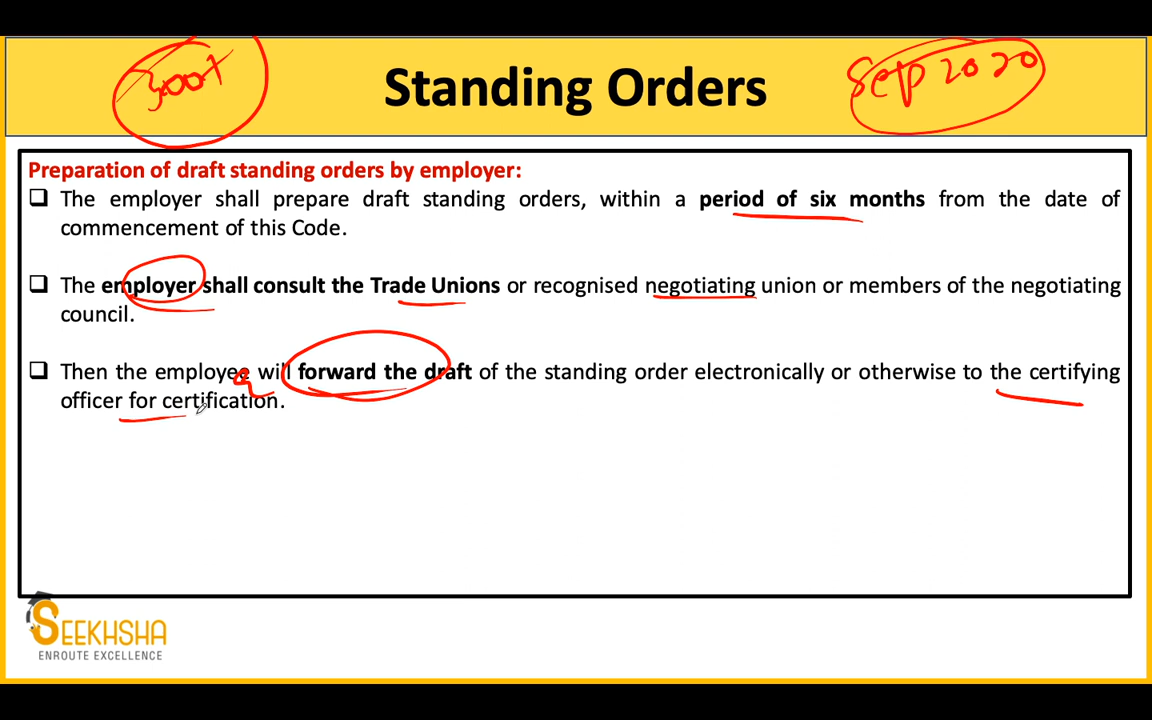 300+
Standing Orders
Sep 2020
Preparation of draft standing orders by employer:
The employer shall prepare draft standing orders, within a period of six months from the date of
commencement of this Code.
The employer shall consult the Trade Unions or recognised negotiating union or members of the negotiating
council.
Then the employee will forward the draft of the standing order electronically or otherwise to the certifying
officer for certification.
SEEKHSHA
ENROUTE EXCELLENCE